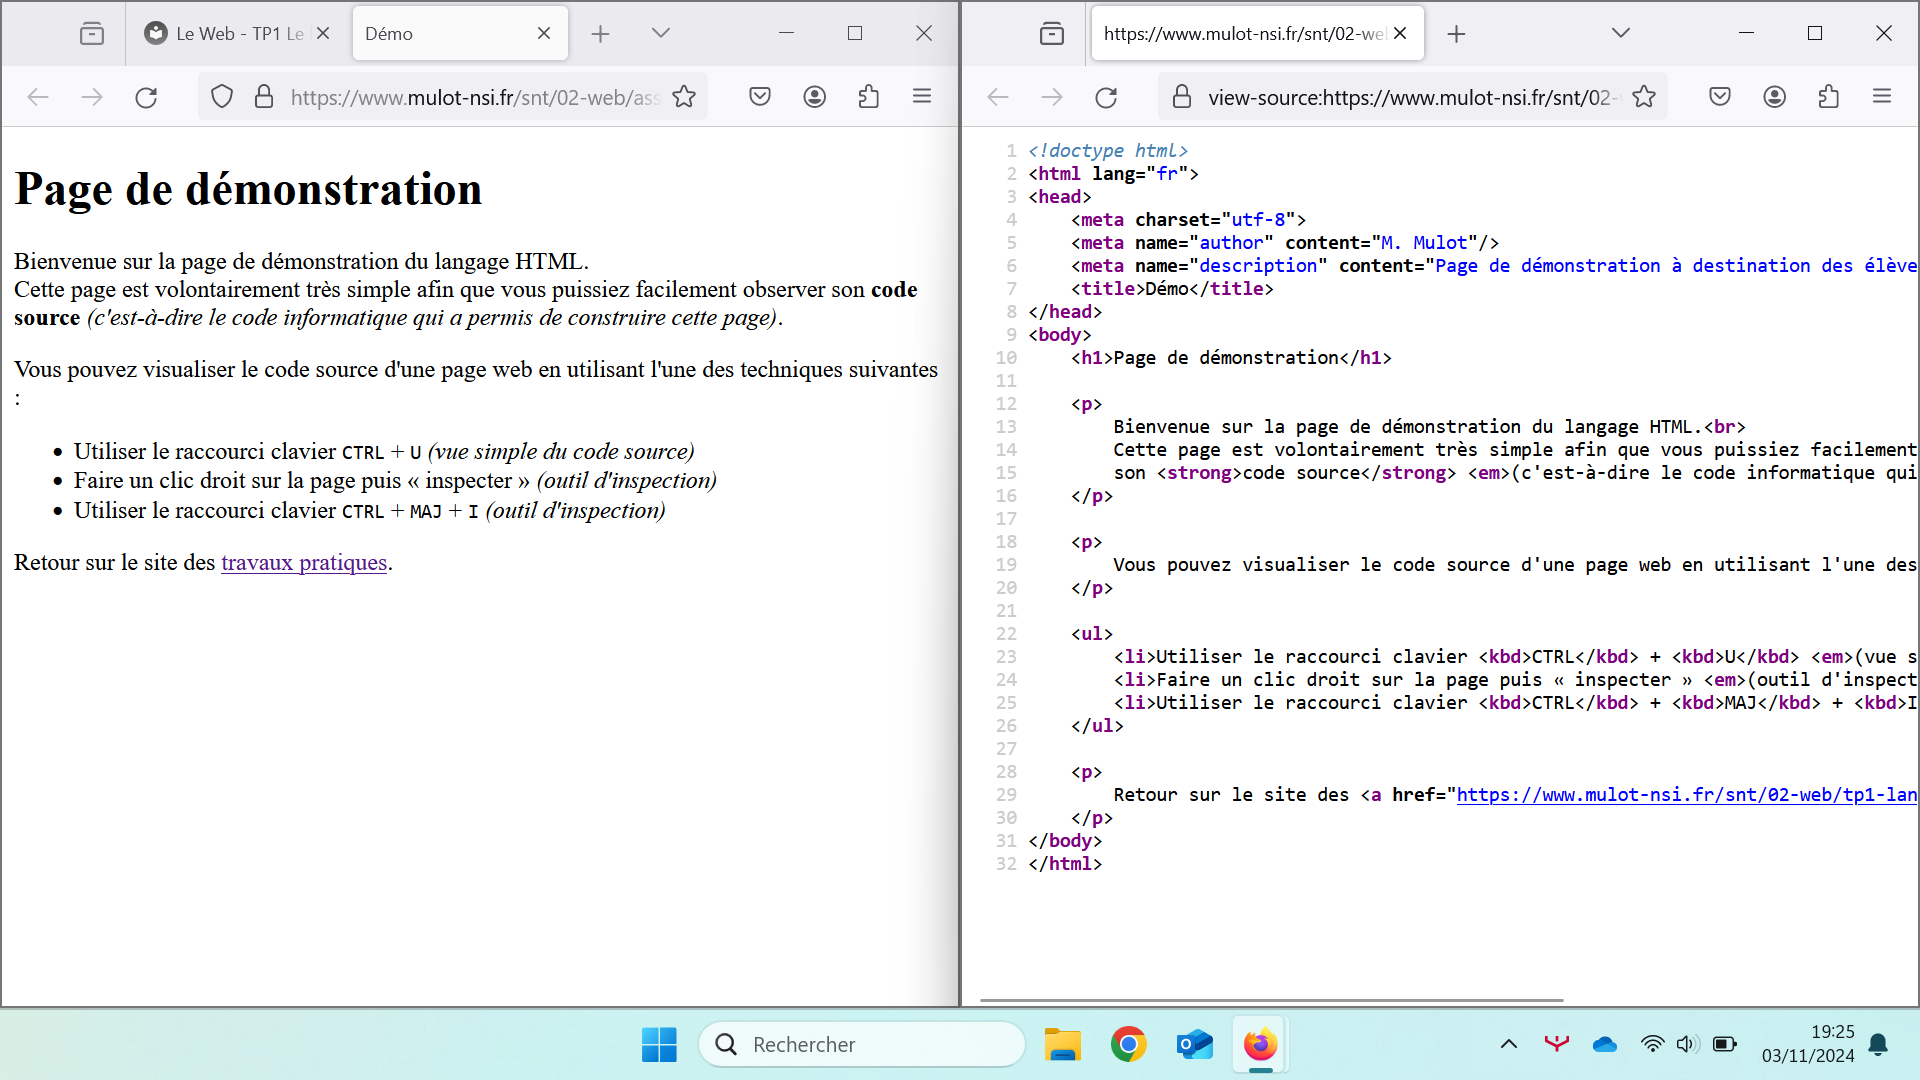 Le Web - TP1 Le
Démo
https://www.mulot-nsi.fr/snt/02-web/ass
Page de démonstration
Bienvenue sur la page de démonstration du langage HTML.
Cette page est volontairement très simple afin que vous puissiez facilement observer son code
source (c'est-à-dire le code informatique qui a permis de construire cette page).
Vous pouvez visualiser le code source d'une page web en utilisant l'une des techniques suivantes
:
• Utiliser le raccourci clavier CTRL + U (vue simple du code source)
• Faire un clic droit sur la page puis « inspecter » (outil d'inspection)
• Utiliser le raccourci clavier CTRL + MAJ + I (outil d'inspection)
Retour sur le site des travaux pratiques.
https://www.mulot-nsi.fr/snt/02-we
view-source:https://www.mulot-nsi.fr/snt/02-
1 <!doctype html>
2 <html lang="fr">
3 <head>
4 <meta charset="utf-8">
5 <meta name="author" content="M. Mulot"/>
6 <meta name="description" content="Page de démonstration à destination des élève
7 <title>Démo</title>
8 </head>
9 <body>
10 <h1>Page de démonstration</h1>
11
12 <p>
13 Bienvenue sur la page de démonstration du langage HTML.<br>
14 Cette page est volontairement très simple afin que vous puissiez facilement
15 son <strong>code source</strong> <em>(c'est-à-dire le code informatique qui
16 </p>
17
18 <p>
19 Vous pouvez visualiser le code source d'une page web en utilisant l'une des
20 </p>
21
22 <ul>
23 <li>Utiliser le raccourci clavier <kbd>CTRL</kbd> + <kbd>U</kbd> <em>(vue s
24 <li>Faire un clic droit sur la page puis « inspecter » <em>(outil d'inspect
25 <li>Utiliser le raccourci clavier <kbd>CTRL</kbd> + <kbd>MAJ</kbd> + <kbd>I
26 </ul>
27
28 <p>
29 Retour sur le site des <a href="https://www.mulot-nsi.fr/snt/02-web/tp1-lan
30 </p>
31 </body>
32 </html>
Rechercher
19:25
03/11/2024